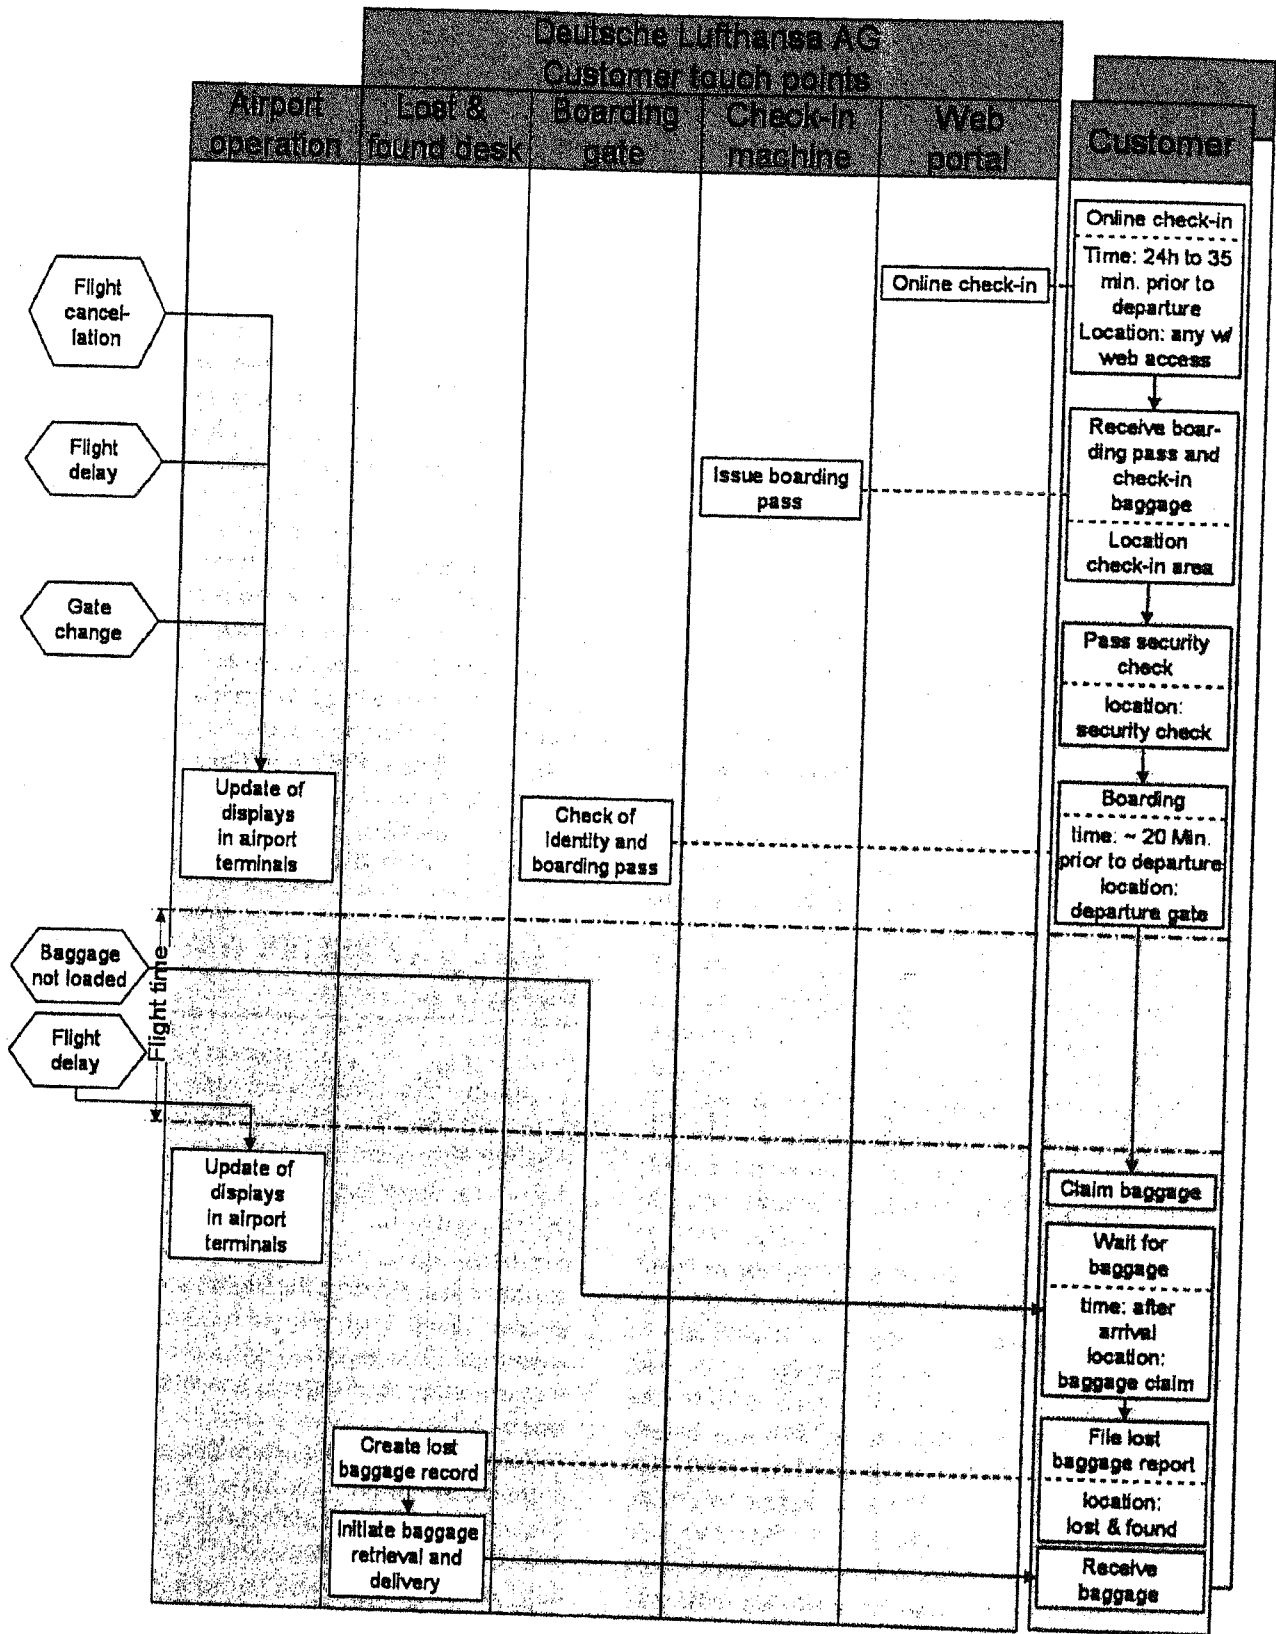 Deutsche Lufthansa AG
Customer touch points
Airport
operation
Lost &
found desk
Boarding
gate
Check-in
machine
Web
portal
Customer
Online check-in
Time: 24h to 35
min. prior to
departure
Location: any w/
web access
Online check-in
Flight
cancel-
lation
Receive boar-
ding pass and
check-in
baggage
Location
check-in area
Flight
delay
Issue boarding
pass
Gate
change
Pass security
check
location:
security check
Update of
displays
in airport
terminals
Check of
identity and
boarding pass
Boarding
time: ~ 20 Min.
prior to departure
location:
departure gate
Baggage
not loaded
Flight time
Flight
delay
Update of
displays
in airport
terminals
Claim baggage
Wait for
baggage
time: after
arrival
location:
baggage claim
Create lost
baggage record
File lost
baggage report
location:
lost & found
Initiate baggage
retrieval and
delivery
Receive
baggage